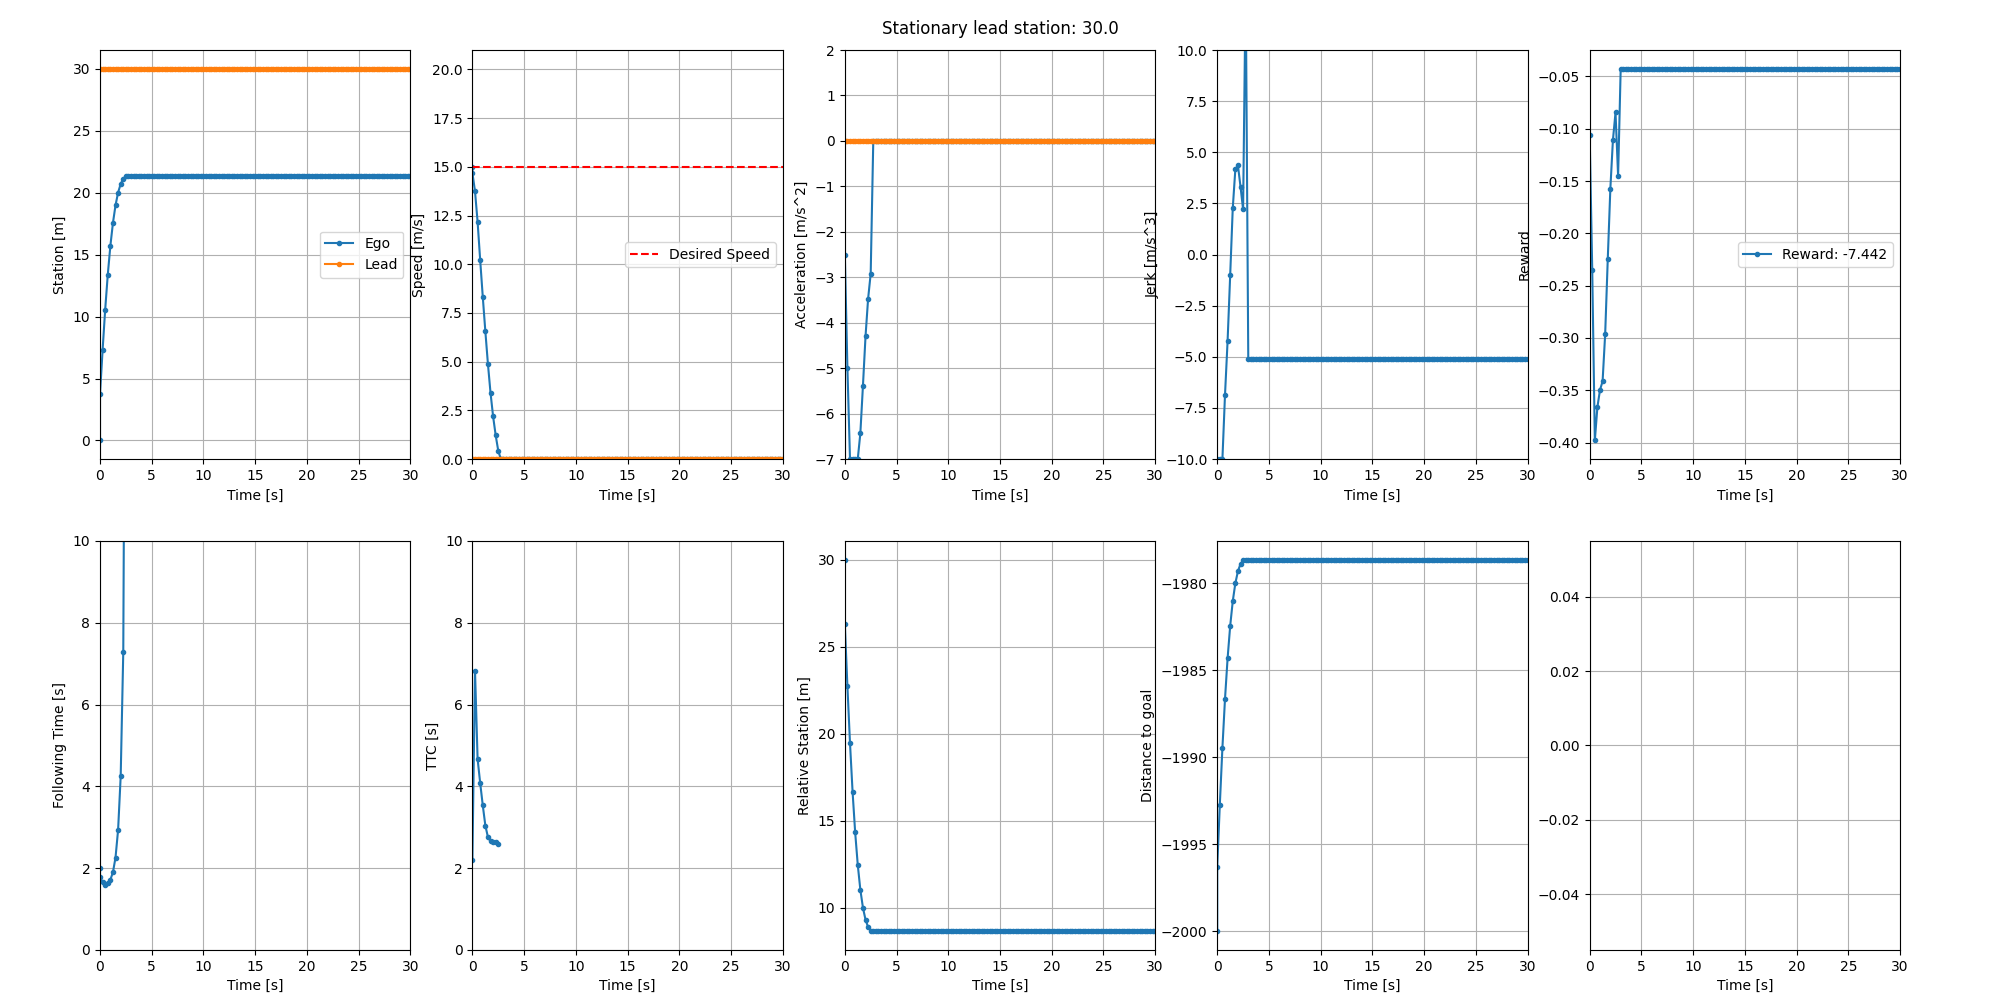 Stationary lead station: 30.0
Station [m]
30
25
20
15
10
5
0
Ego
Lead
0 5 10 15 20 25 30
Time [s]
Speed [m/s]
20.0
17.5
15.0
12.5
10.0
7.5
5.0
2.5
0.0
Desired Speed
0 5 10 15 20 25 30
Time [s]
Acceleration [m/s^2]
2
1
0
−1
−2
−3
−4
−5
−6
−7
0 5 10 15 20 25 30
Time [s]
Jerk [m/s^3]
10.0
7.5
5.0
2.5
0.0
−2.5
−5.0
−7.5
−10.0
0 5 10 15 20 25 30
Time [s]
Reward
−0.05
−0.10
−0.15
−0.20
−0.25
−0.30
−0.35
−0.40
Reward: -7.442
0 5 10 15 20 25 30
Time [s]
Following Time [s]
10
8
6
4
2
0
0 5 10 15 20 25 30
Time [s]
TTC [s]
10
8
6
4
2
0
0 5 10 15 20 25 30
Time [s]
Relative Station [m]
30
25
20
15
10
0 5 10 15 20 25 30
Time [s]
Distance to goal
−1980
−1985
−1990
−1995
−2000
0 5 10 15 20 25 30
Time [s]
0.04
0.02
0.00
−0.02
−0.04
0 5 10 15 20 25 30
Time [s]